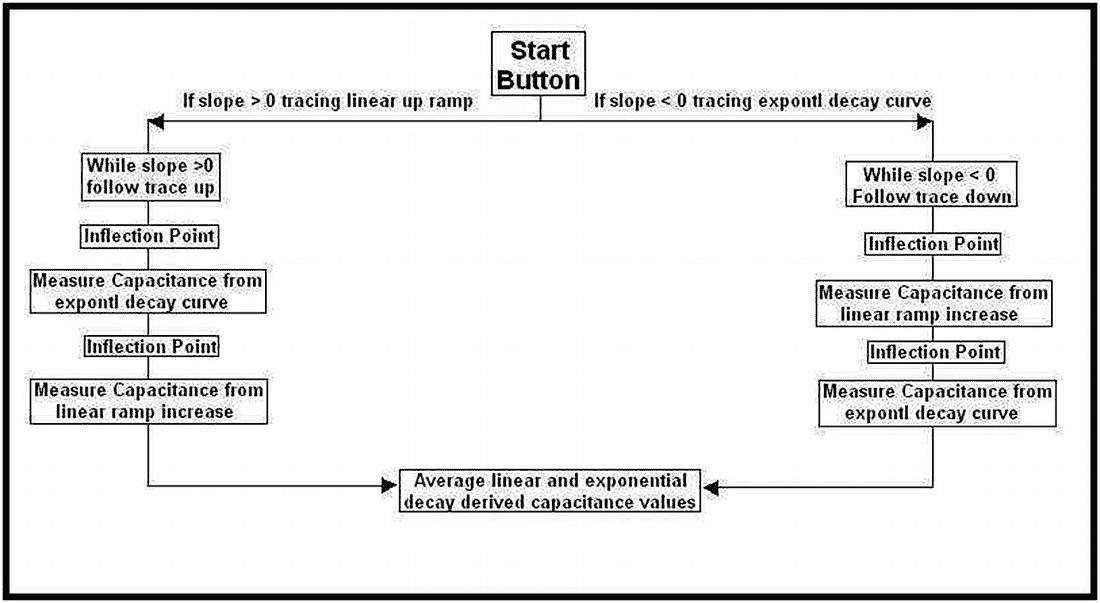 Start
Button
If slope > 0 tracing linear up ramp
If slope < 0 tracing expontl decay curve
While slope >0
follow trace up
Inflection Point
Measure Capacitance from
expontl decay curve
Inflection Point
Measure Capacitance from
linear ramp increase
While slope < 0
Follow trace down
Inflection Point
Measure Capacitance from
linear ramp increase
Inflection Point
Measure Capacitance from
expontl decay curve
Average linear and exponential
decay derived capacitance values